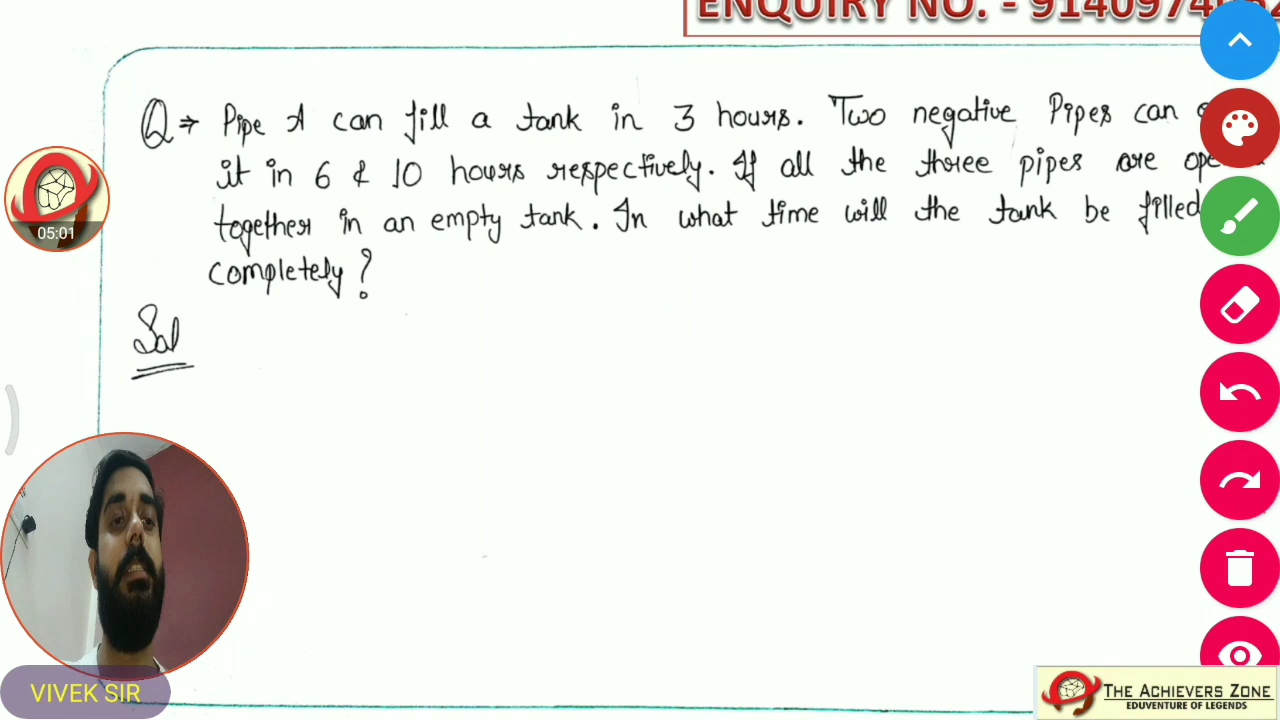 ENQUIRY NO. - 9140974
Q ⇒ Pipe A can fill a tank in 3 hours. Two negative Pipes can
it in 6 & 10 hours respectively. If all the three pipes are
together in an empty tank. In what time will the tank be filled
completely?
Sol
05:01
VIVEK SIR
THE ACHIEVERS ZONE
EDUVENTURE OF LEGENDS